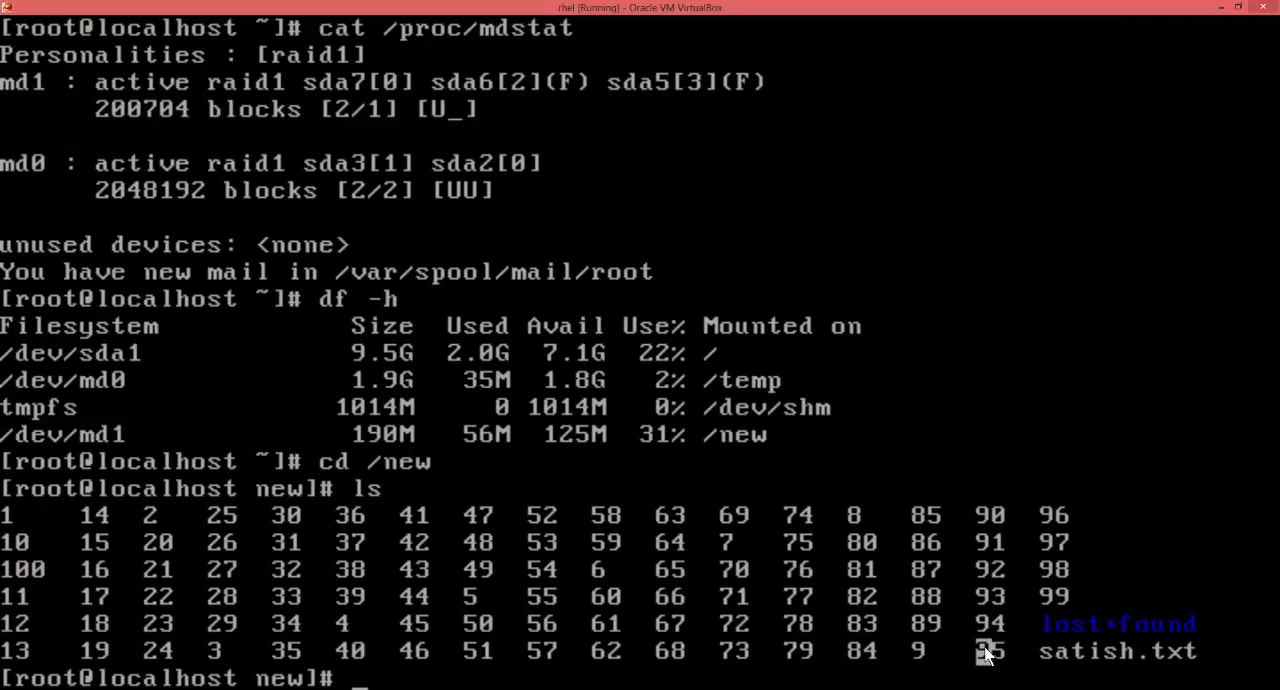 rhel [Running] - Oracle VM VirtualBox
[root@localhost ~]# cat /proc/mdstat
Personalities : [raid1]
md1 : active raid1 sda7[0] sda6[2](F) sda5[3](F)
      200704 blocks [2/1] [U_]
md0 : active raid1 sda3[1] sda2[0]
      2048192 blocks [2/2] [UU]
unused devices: <none>
You have new mail in /var/spool/mail/root
[root@localhost ~]# df -h
Filesystem            Size  Used Avail Use% Mounted on
/dev/sda1             9.5G  2.0G  7.1G  22% /
/dev/md0              1.9G   35M  1.8G   2% /temp
tmpfs                1014M     0 1014M   0% /dev/shm
/dev/md1              190M   56M  125M  31% /new
[root@localhost ~]# cd /new
[root@localhost new]# ls
1    14  2   25  30  36  41  47  52  58  63  69  74  8   85  90  96
10   15  20  26  31  37  42  48  53  59  64  7   75  80  86  91  97
100  16  21  27  32  38  43  49  54  6   65  70  76  81  87  92  98
11   17  22  28  33  39  44  5   55  60  66  71  77  82  88  93  99
12   18  23  29  34  4   45  50  56  61  67  72  78  83  89  94  lost+found
13   19  24  3   35  40  46  51  57  62  68  73  79  84  9   95  satish.txt
[root@localhost new]# _